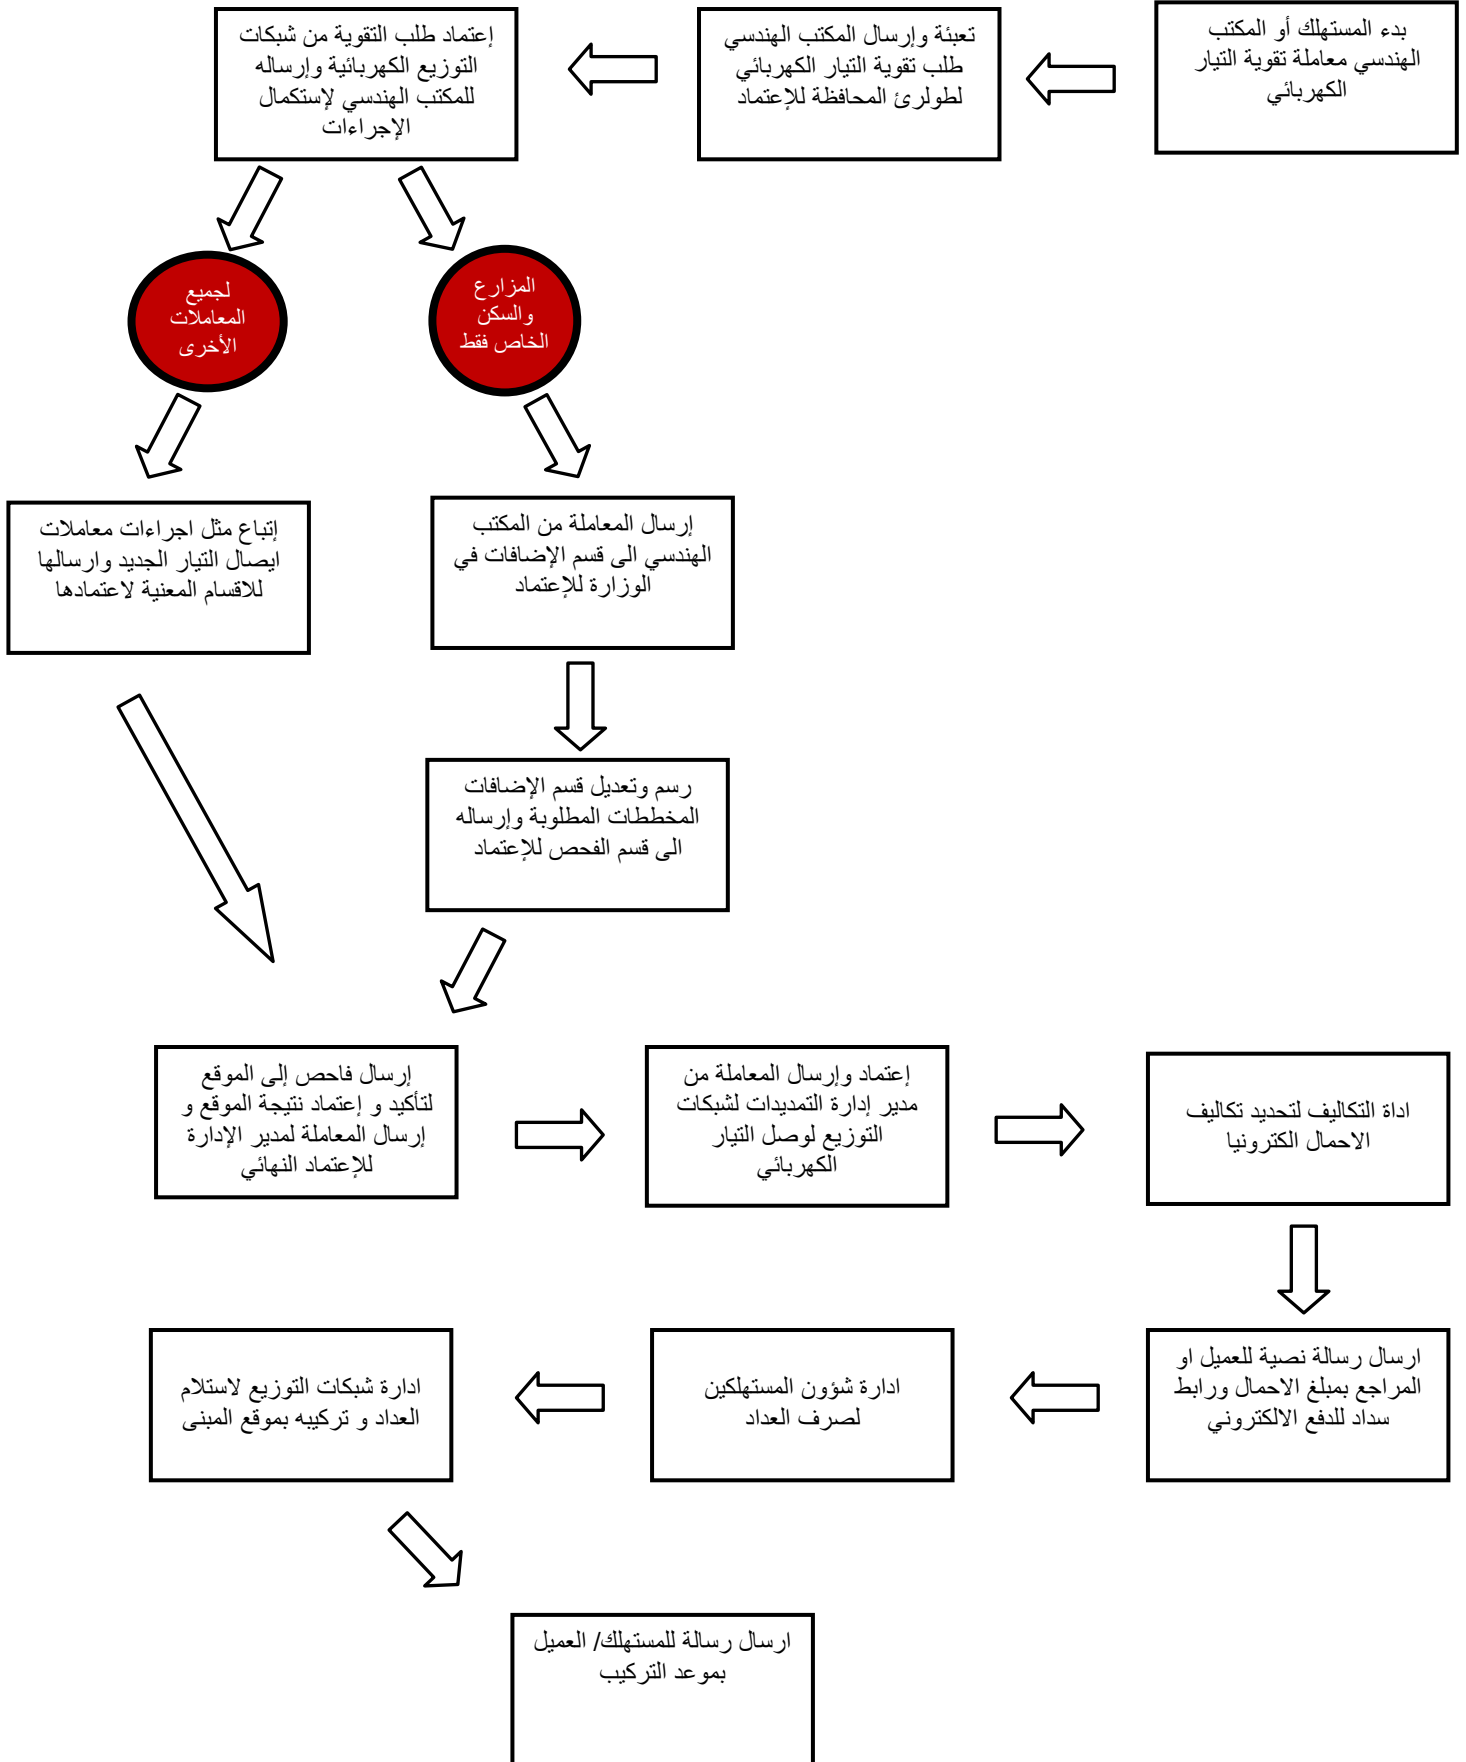 بدء المستهلك أو المكتب
الهندسي معاملة تقوية التيار
الكهربائي
تعبئة وإرسال المكتب الهندسي
طلب تقوية التيار الكهربائي
لطولرئ المحافظة للإعتماد
إعتماد طلب التقوية من شبكات
التوزيع الكهربائية وإرساله
للمكتب الهندسي لإستكمال
الإجراءات
المزارع
والسكن
الخاص فقط
لجميع
المعاملات
الأخرى
إرسال المعاملة من المكتب
الهندسي الى قسم الإضافات في
الوزارة للإعتماد
إتباع مثل اجراءات معاملات
ايصال التيار الجديد وارسالها
للاقسام المعنية لاعتمادها
رسم وتعديل قسم الإضافات
المخططات المطلوبة وإرساله
الى قسم الفحص للإعتماد
إرسال فاحص إلى الموقع
لتأكيد و إعتماد نتيجة الموقع و
إرسال المعاملة لمدير الإدارة
للإعتماد النهائي
إعتماد وإرسال المعاملة من
مدير إدارة التمديدات لشبكات
التوزيع لوصل التيار
الكهربائي
اداة التكاليف لتحديد تكاليف
الاحمال الكترونيا
ارسال رسالة نصية للعميل او
المراجع بمبلغ الاحمال ورابط
سداد للدفع الالكتروني
ادارة شؤون المستهلكين
لصرف العداد
ادارة شبكات التوزيع لاستلام
العداد و تركيبه بموقع المبنى
ارسال رسالة للمستهلك/ العميل
بموعد التركيب